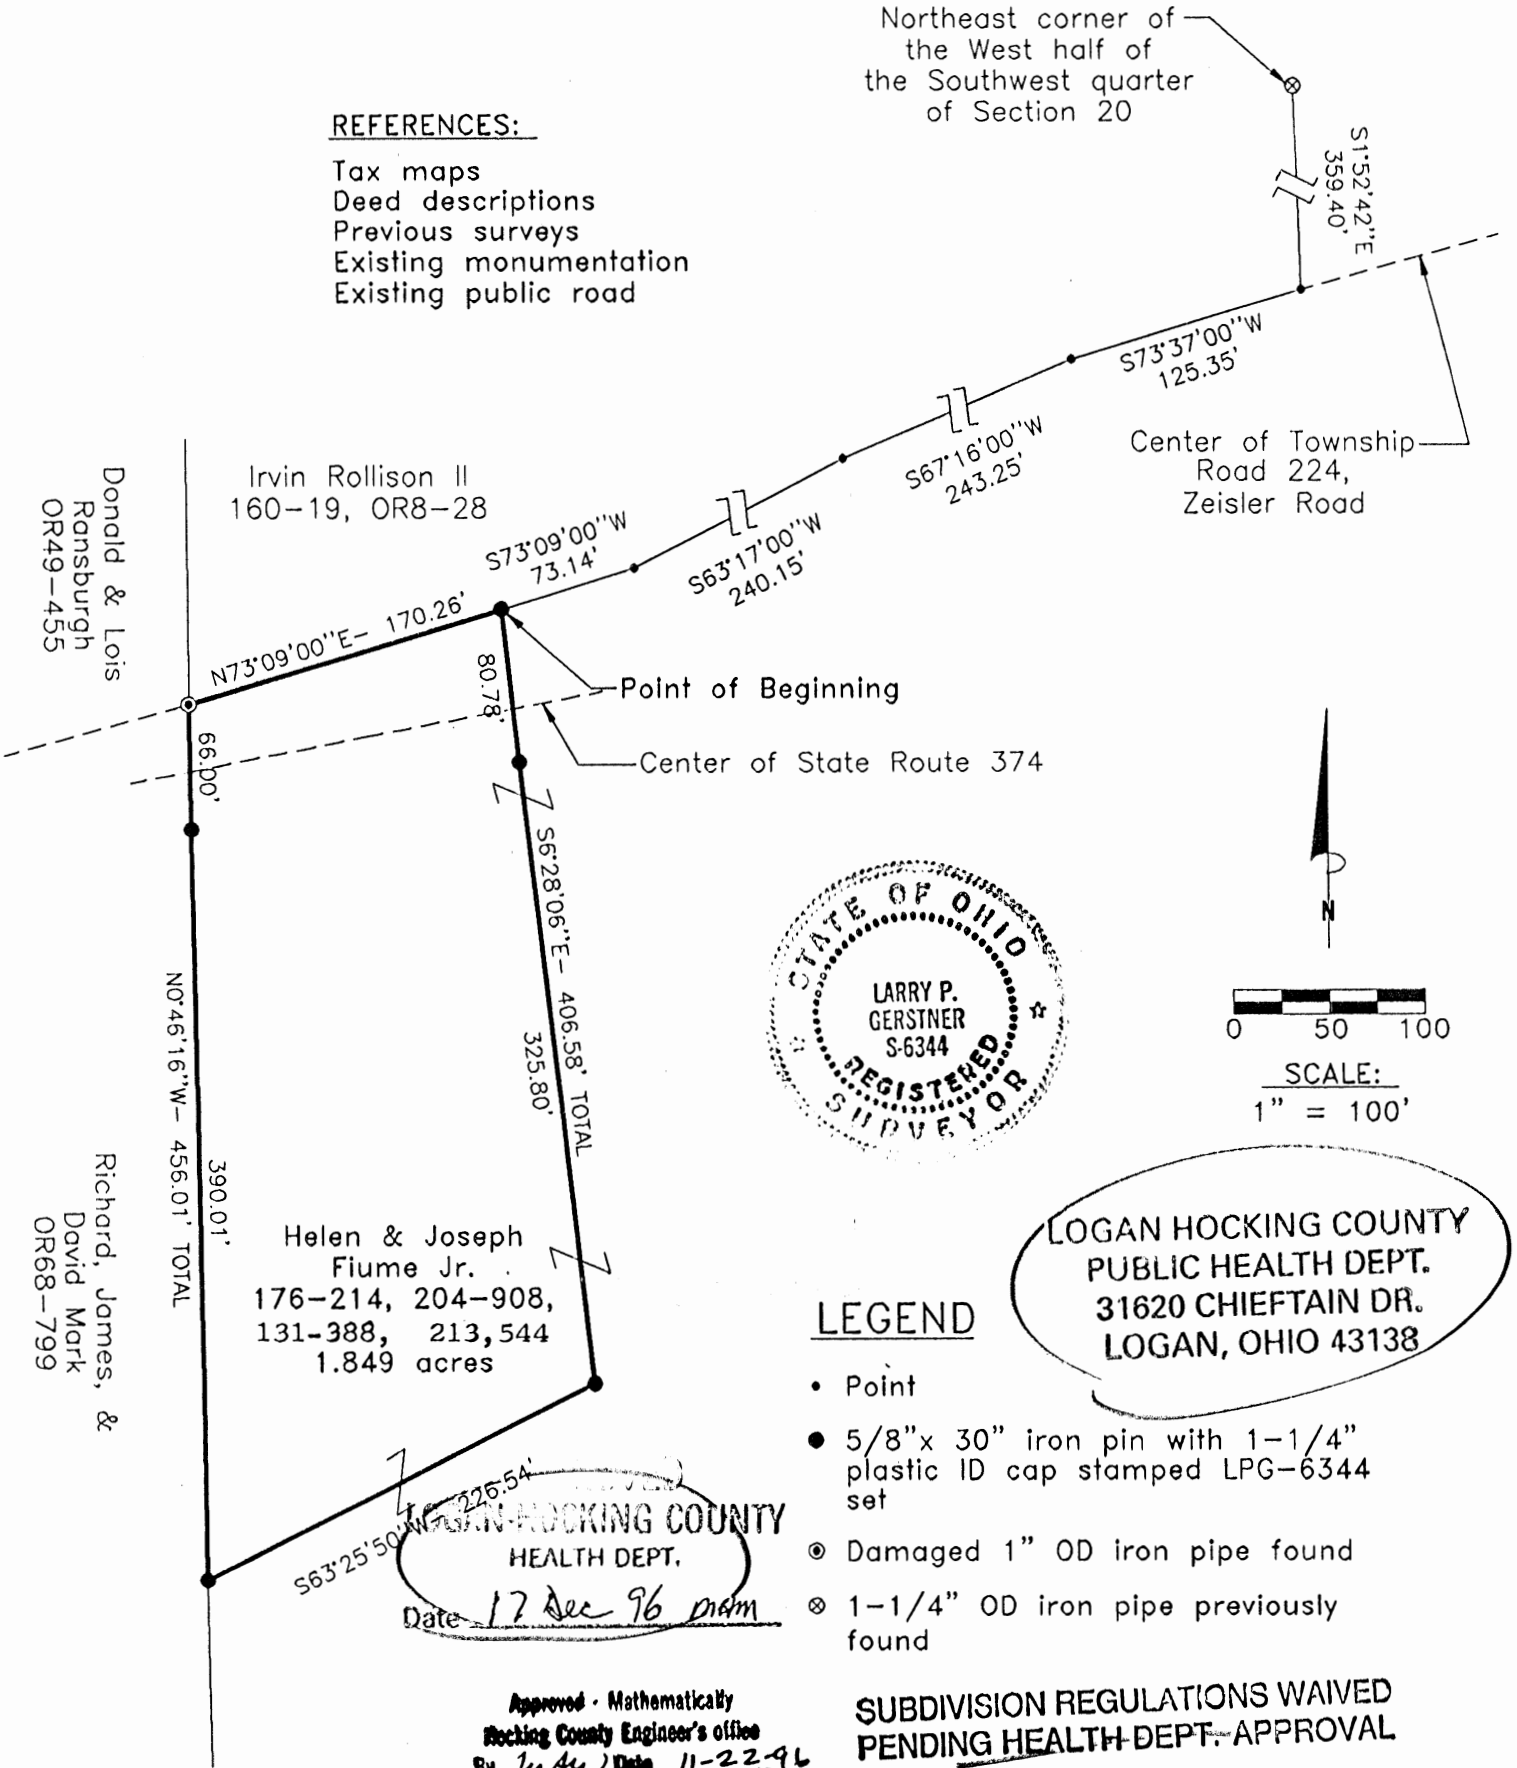 Northeast corner of
the West half of
the Southwest quarter
of Section 20
REFERENCES:
Tax maps
Deed descriptions
Previous surveys
Existing monumentation
Existing public road
S1°52'42"E
359.40'
S73°37'00"W
125.35'
Center of Township
Road 224,
Zeisler Road
S67°16'00"W
243.25'
S63°17'00"W
240.15'
S73°09'00"W
73.14'
Irvin Rollison II
160-19, OR8-28
Donald & Lois
Ransburgh
OR49-455
N73°09'00"E- 170.26'
80.78'
Point of Beginning
66.00'
Center of State Route 374
S6°28'06"E- 406.58' TOTAL
325.80'
N0°46'16"W- 456.01' TOTAL
390.01'
Richard, James, &
David Mark
OR68-799
Helen & Joseph
Fiume Jr.
176-214, 204-908,
131-388, 213,544
1.849 acres
S63°25'50"W- 226.54'
STATE OF OHIO
LARRY P.
GERSTNER
S-6344
REGISTERED
SURVEYOR
N
0 50 100
SCALE:
1" = 100'
LOGAN HOCKING COUNTY
PUBLIC HEALTH DEPT.
31620 CHIEFTAIN DR.
LOGAN, OHIO 43138
LEGEND
Point
5/8"x 30" iron pin with 1-1/4"
plastic ID cap stamped LPG-6344
set
Damaged 1" OD iron pipe found
1-1/4" OD iron pipe previously
found
LOGAN-HOCKING COUNTY
HEALTH DEPT.
Date 17 Dec 96
Approved - Mathematically
Hocking County Engineer's office
By Date 11-22-96
SUBDIVISION REGULATIONS WAIVED
PENDING HEALTH DEPT. APPROVAL